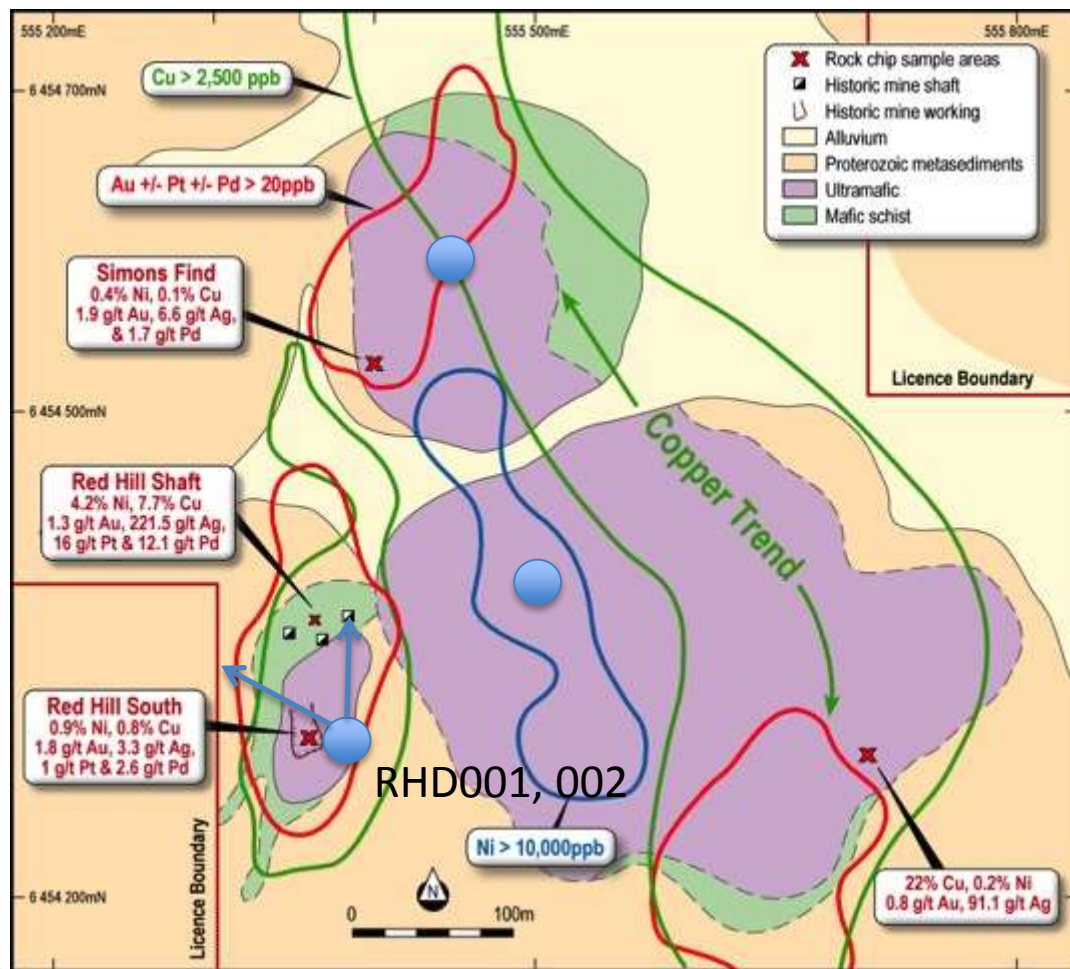 555 200mE
555 500mE
555 800mE
Cu > 2,500 ppb
6 454 700mN
Rock chip sample areas
Historic mine shaft
Historic mine working
Alluvium
Proterozoic metasediments
Ultramafic
Mafic schist
Au +/- Pt +/- Pd > 20ppb
Simons Find
0.4% Ni, 0.1% Cu
1.9 g/t Au, 6.6 g/t Ag,
& 1.7 g/t Pd
Licence Boundary
6 454 500mN
Copper Trend
Red Hill Shaft
4.2% Ni, 7.7% Cu
1.3 g/t Au, 221.5 g/t Ag,
16 g/t Pt & 12.1 g/t Pd
Red Hill South
0.9% Ni, 0.8% Cu
1.8 g/t Au, 3.3 g/t Ag,
1 g/t Pt & 2.6 g/t Pd
RHD001, 002
Ni > 10,000ppb
Licence Boundary
22% Cu, 0.2% Ni
0.8 g/t Au, 91.1 g/t Ag
6 454 200mN
N
0
100m